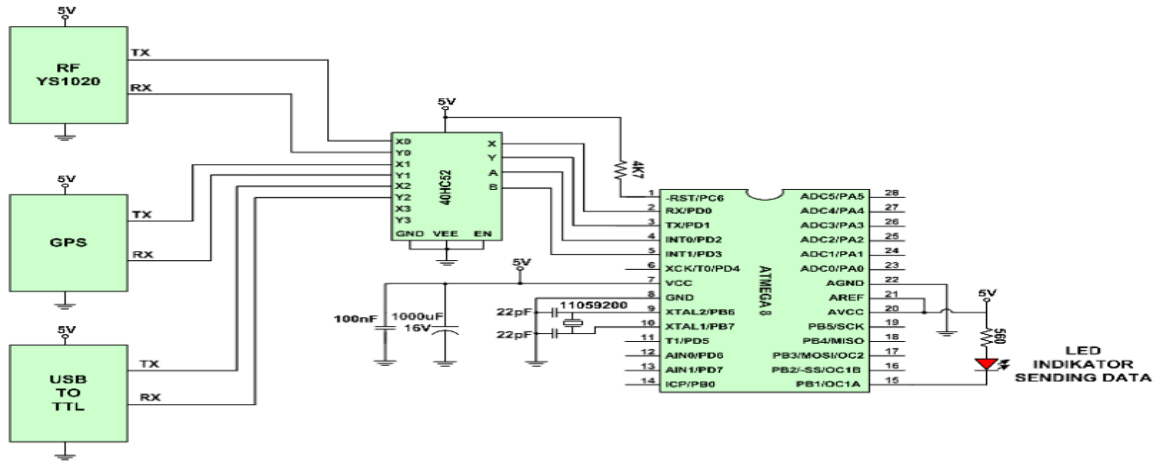 5V
RF
YS1020
TX
RX
5V
GPS
TX
RX
5V
USB
TO
TTL
TX
RX
5V
X0
Y0
X1
Y1
X2
Y2
X3
Y3
X
Y
A
B
40HC52
GND VEE EN
4K7
5V
100nF
1000uF
16V
22pF
22pF
11059200
1 -RST/PC6
2 RX/PD0
3 TX/PD1
4 INT0/PD2
5 INT1/PD3
6 XCK/T0/PD4
7 VCC
8 GND
9 XTAL2/PB6
10 XTAL1/PB7
11 T1/PD5
12 AIN0/PD6
13 AIN1/PD7
14 ICP/PB0
ATMEGA 8
ADC5/PA5 28
ADC4/PA4 27
ADC3/PA3 26
ADC2/PA2 25
ADC1/PA1 24
ADC0/PA0 23
AGND 22
AREF 21
AVCC 20
PB5/SCK 19
PB4/MISO 18
PB3/MOSI/OC2 17
PB2/-SS/OC1B 16
PB1/OC1A 15
5V
560
LED
INDIKATOR
SENDING DATA